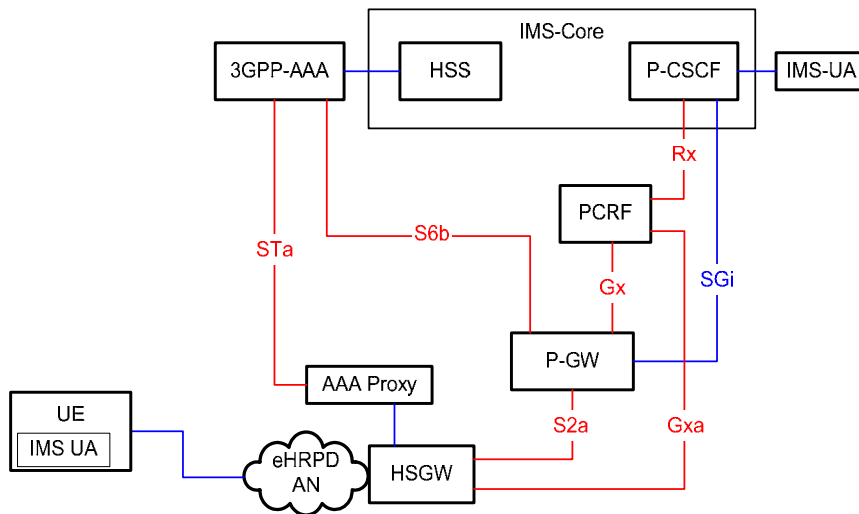 IMS-Core
3GPP-AAA
HSS
P-CSCF
IMS-UA
Rx
PCRF
S6b
STa
Gx
SGi
P-GW
AAA Proxy
UE
IMS UA
S2a
Gxa
eHRPD
AN
HSGW